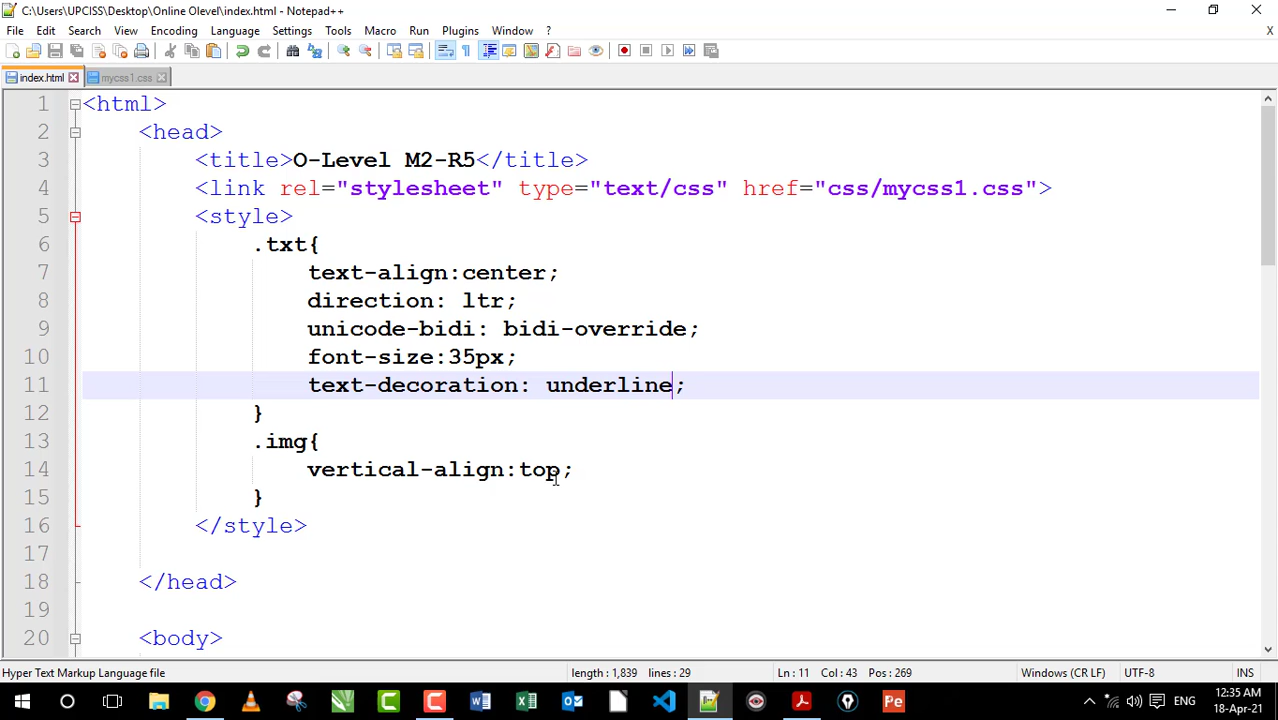 C:\Users\UPCISS\Desktop\Online Olevel\index.html - Notepad++
File Edit Search View Encoding Language Settings Tools Macro Run Plugins Window ?
X
index.html mycss1.css
1 <html>
2 <head>
3 <title>O-Level M2-R5</title>
4 <link rel="stylesheet" type="text/css" href="css/mycss1.css">
5 <style>
6 .txt{
7 text-align:center;
8 direction: ltr;
9 unicode-bidi: bidi-override;
10 font-size:35px;
11 text-decoration: underline;
12 }
13 .img{
14 vertical-align:top;
15 }
16 </style>
17
18 </head>
19
20 <body>
Hyper Text Markup Language file length : 1,839 lines : 29 Ln : 11 Col : 43 Pos : 269 Windows (CR LF) UTF-8 INS
ENG 12:35 AM
18-Apr-21